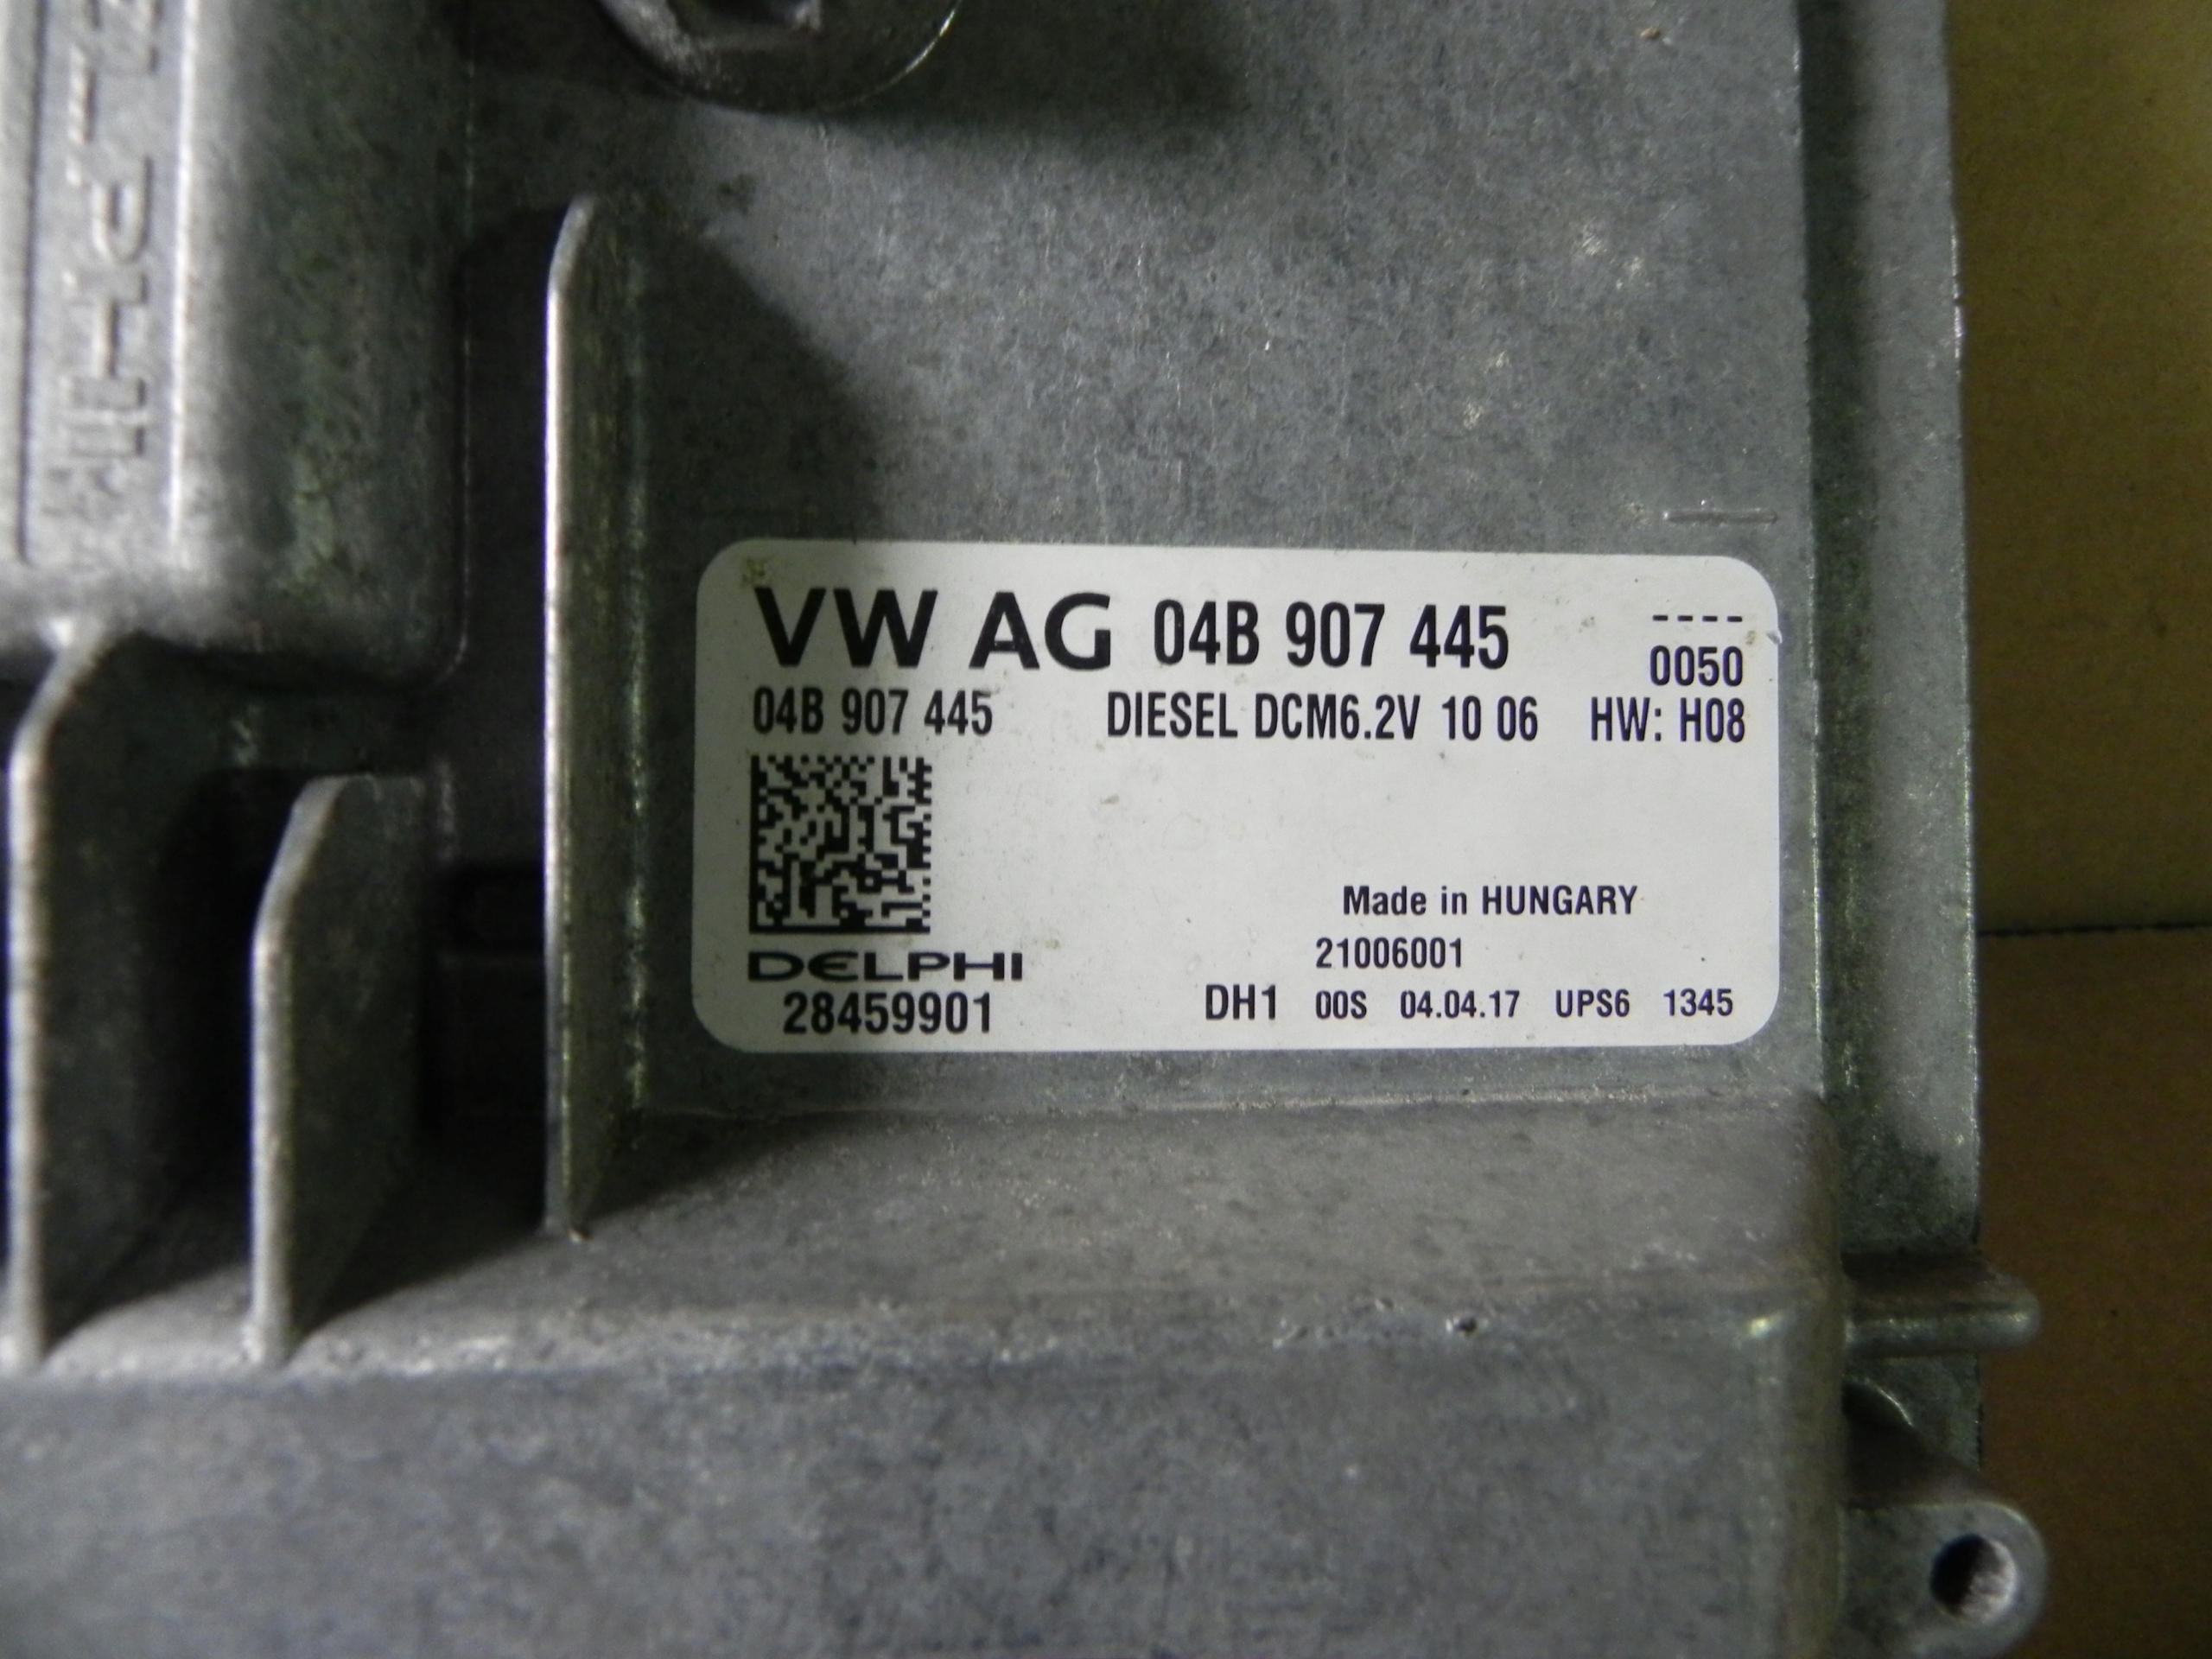 VW AG 04B 907 445 ----
0050
04B 907 445 DIESEL DCM6.2V 10 06 HW: H08
Made in HUNGARY
DELPHI 21006001
28459901 DH1 00S 04.04.17 UPS6 1345